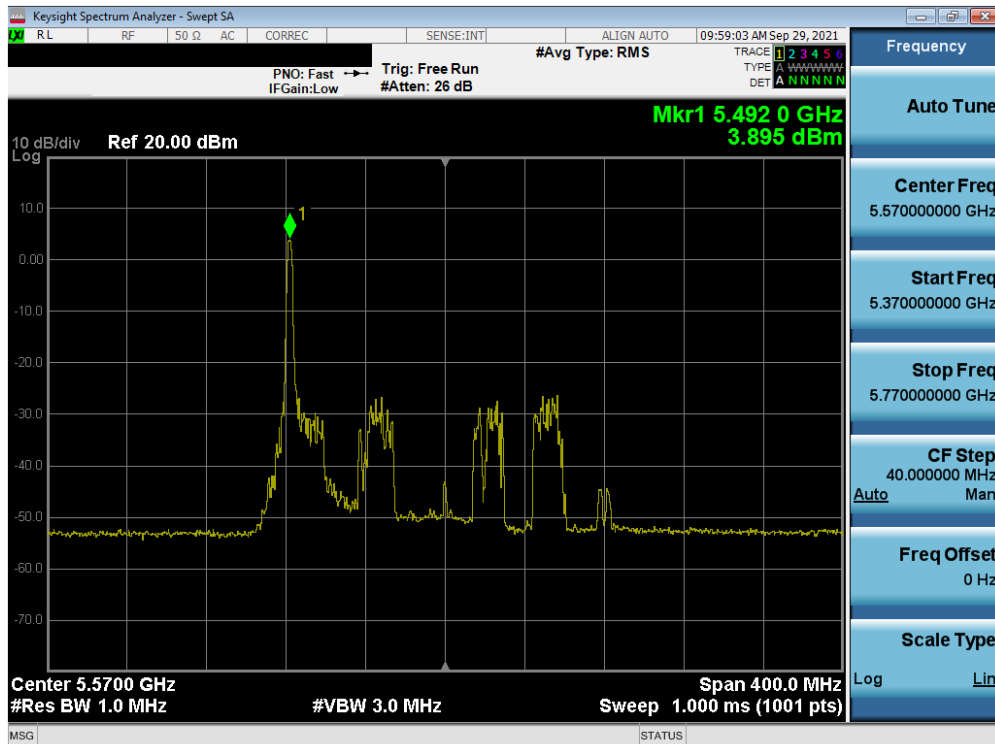 Keysight Spectrum Analyzer - Swept SA
LXI RL RF 50 Ω AC CORREC SENSE:INT ALIGN AUTO 09:59:03 AM Sep 29, 2021
#Avg Type: RMS
TRACE 1 2 3 4 5 6
TYPE A WWWWW
DET A N N N N N
PNO: Fast
IFGain:Low
Trig: Free Run
#Atten: 26 dB
Mkr1 5.492 0 GHz
3.895 dBm
10 dB/div
Log
Ref 20.00 dBm
10.0
0.00
-10.0
-20.0
-30.0
-40.0
-50.0
-60.0
-70.0
1
Center 5.5700 GHz
Span 400.0 MHz
#Res BW 1.0 MHz
#VBW 3.0 MHz
Sweep 1.000 ms (1001 pts)
MSG
STATUS
Frequency
Auto Tune
Center Freq
5.570000000 GHz
Start Freq
5.370000000 GHz
Stop Freq
5.770000000 GHz
CF Step
40.000000 MHz
Auto Man
Freq Offset
0 Hz
Scale Type
Log Lin